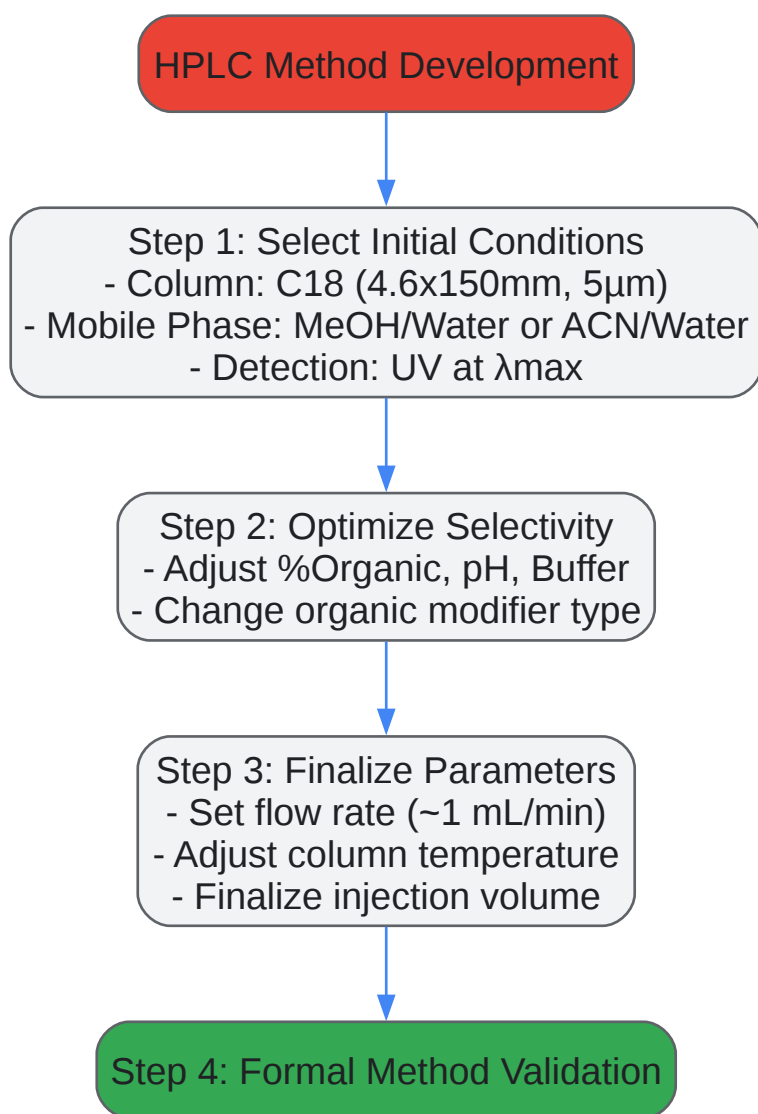 HPLC Method Development
Step 1: Select Initial Conditions
- Column: C18 (4.6x150mm, 5µm)
- Mobile Phase: MeOH/Water or ACN/Water
- Detection: UV at λmax
Step 2: Optimize Selectivity
- Adjust %Organic, pH, Buffer
- Change organic modifier type
Step 3: Finalize Parameters
- Set flow rate (~1 mL/min)
- Adjust column temperature
- Finalize injection volume
Step 4: Formal Method Validation